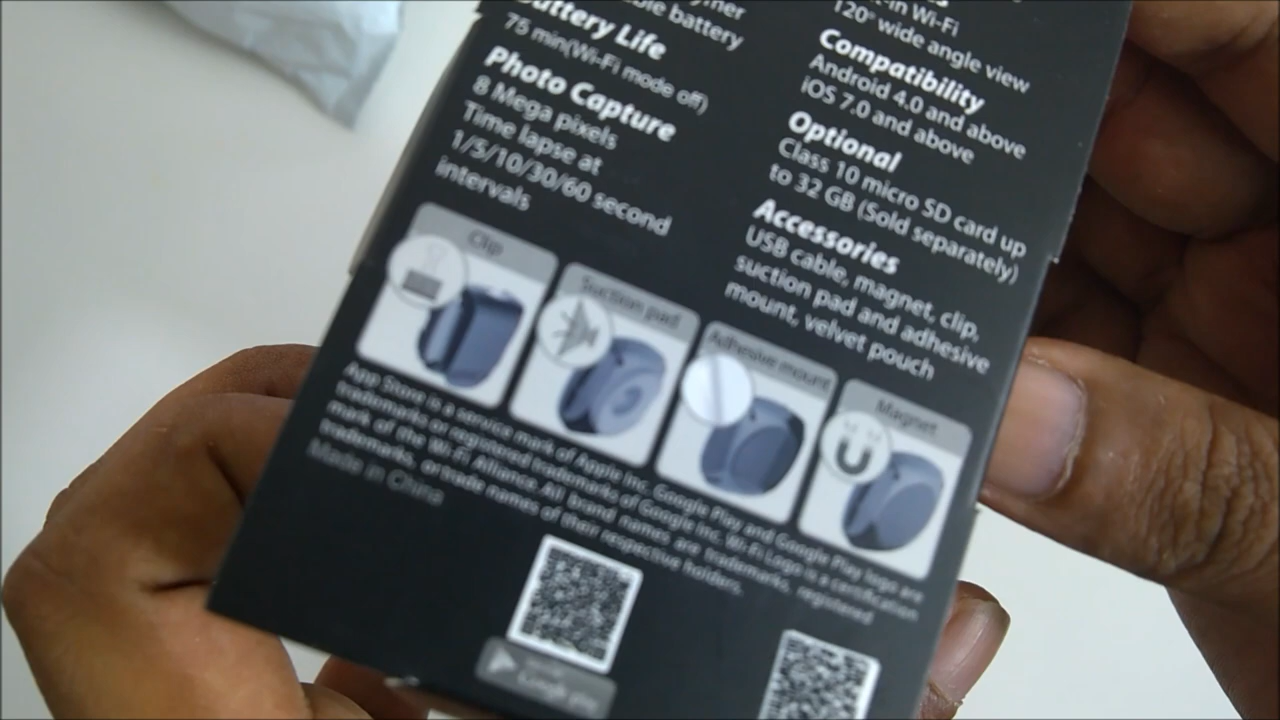 able battery
Battery Life
75 min(Wi-Fi mode off)
Photo Capture
8 Mega pixels
Time lapse at
1/5/10/30/60 second
intervals
Wi-Fi
120° wide angle view
Compatibility
Android 4.0 and above
iOS 7.0 and above
Optional
Class 10 micro SD card up
to 32 GB (Sold separately)
Accessories
USB cable, magnet, clip,
suction pad and adhesive
mount, velvet pouch
Clip
Suction pad
Adhesive mount
Magnet
App Store is a service mark of Apple Inc. Google Play and Google Play logo are
trademarks or registered trademarks of Google Inc. Wi-Fi Logo is a certification
mark of the Wi-Fi Alliance. All brand names are trademarks, registered
trademarks, or trade names of their respective holders.
Made in China
Google play